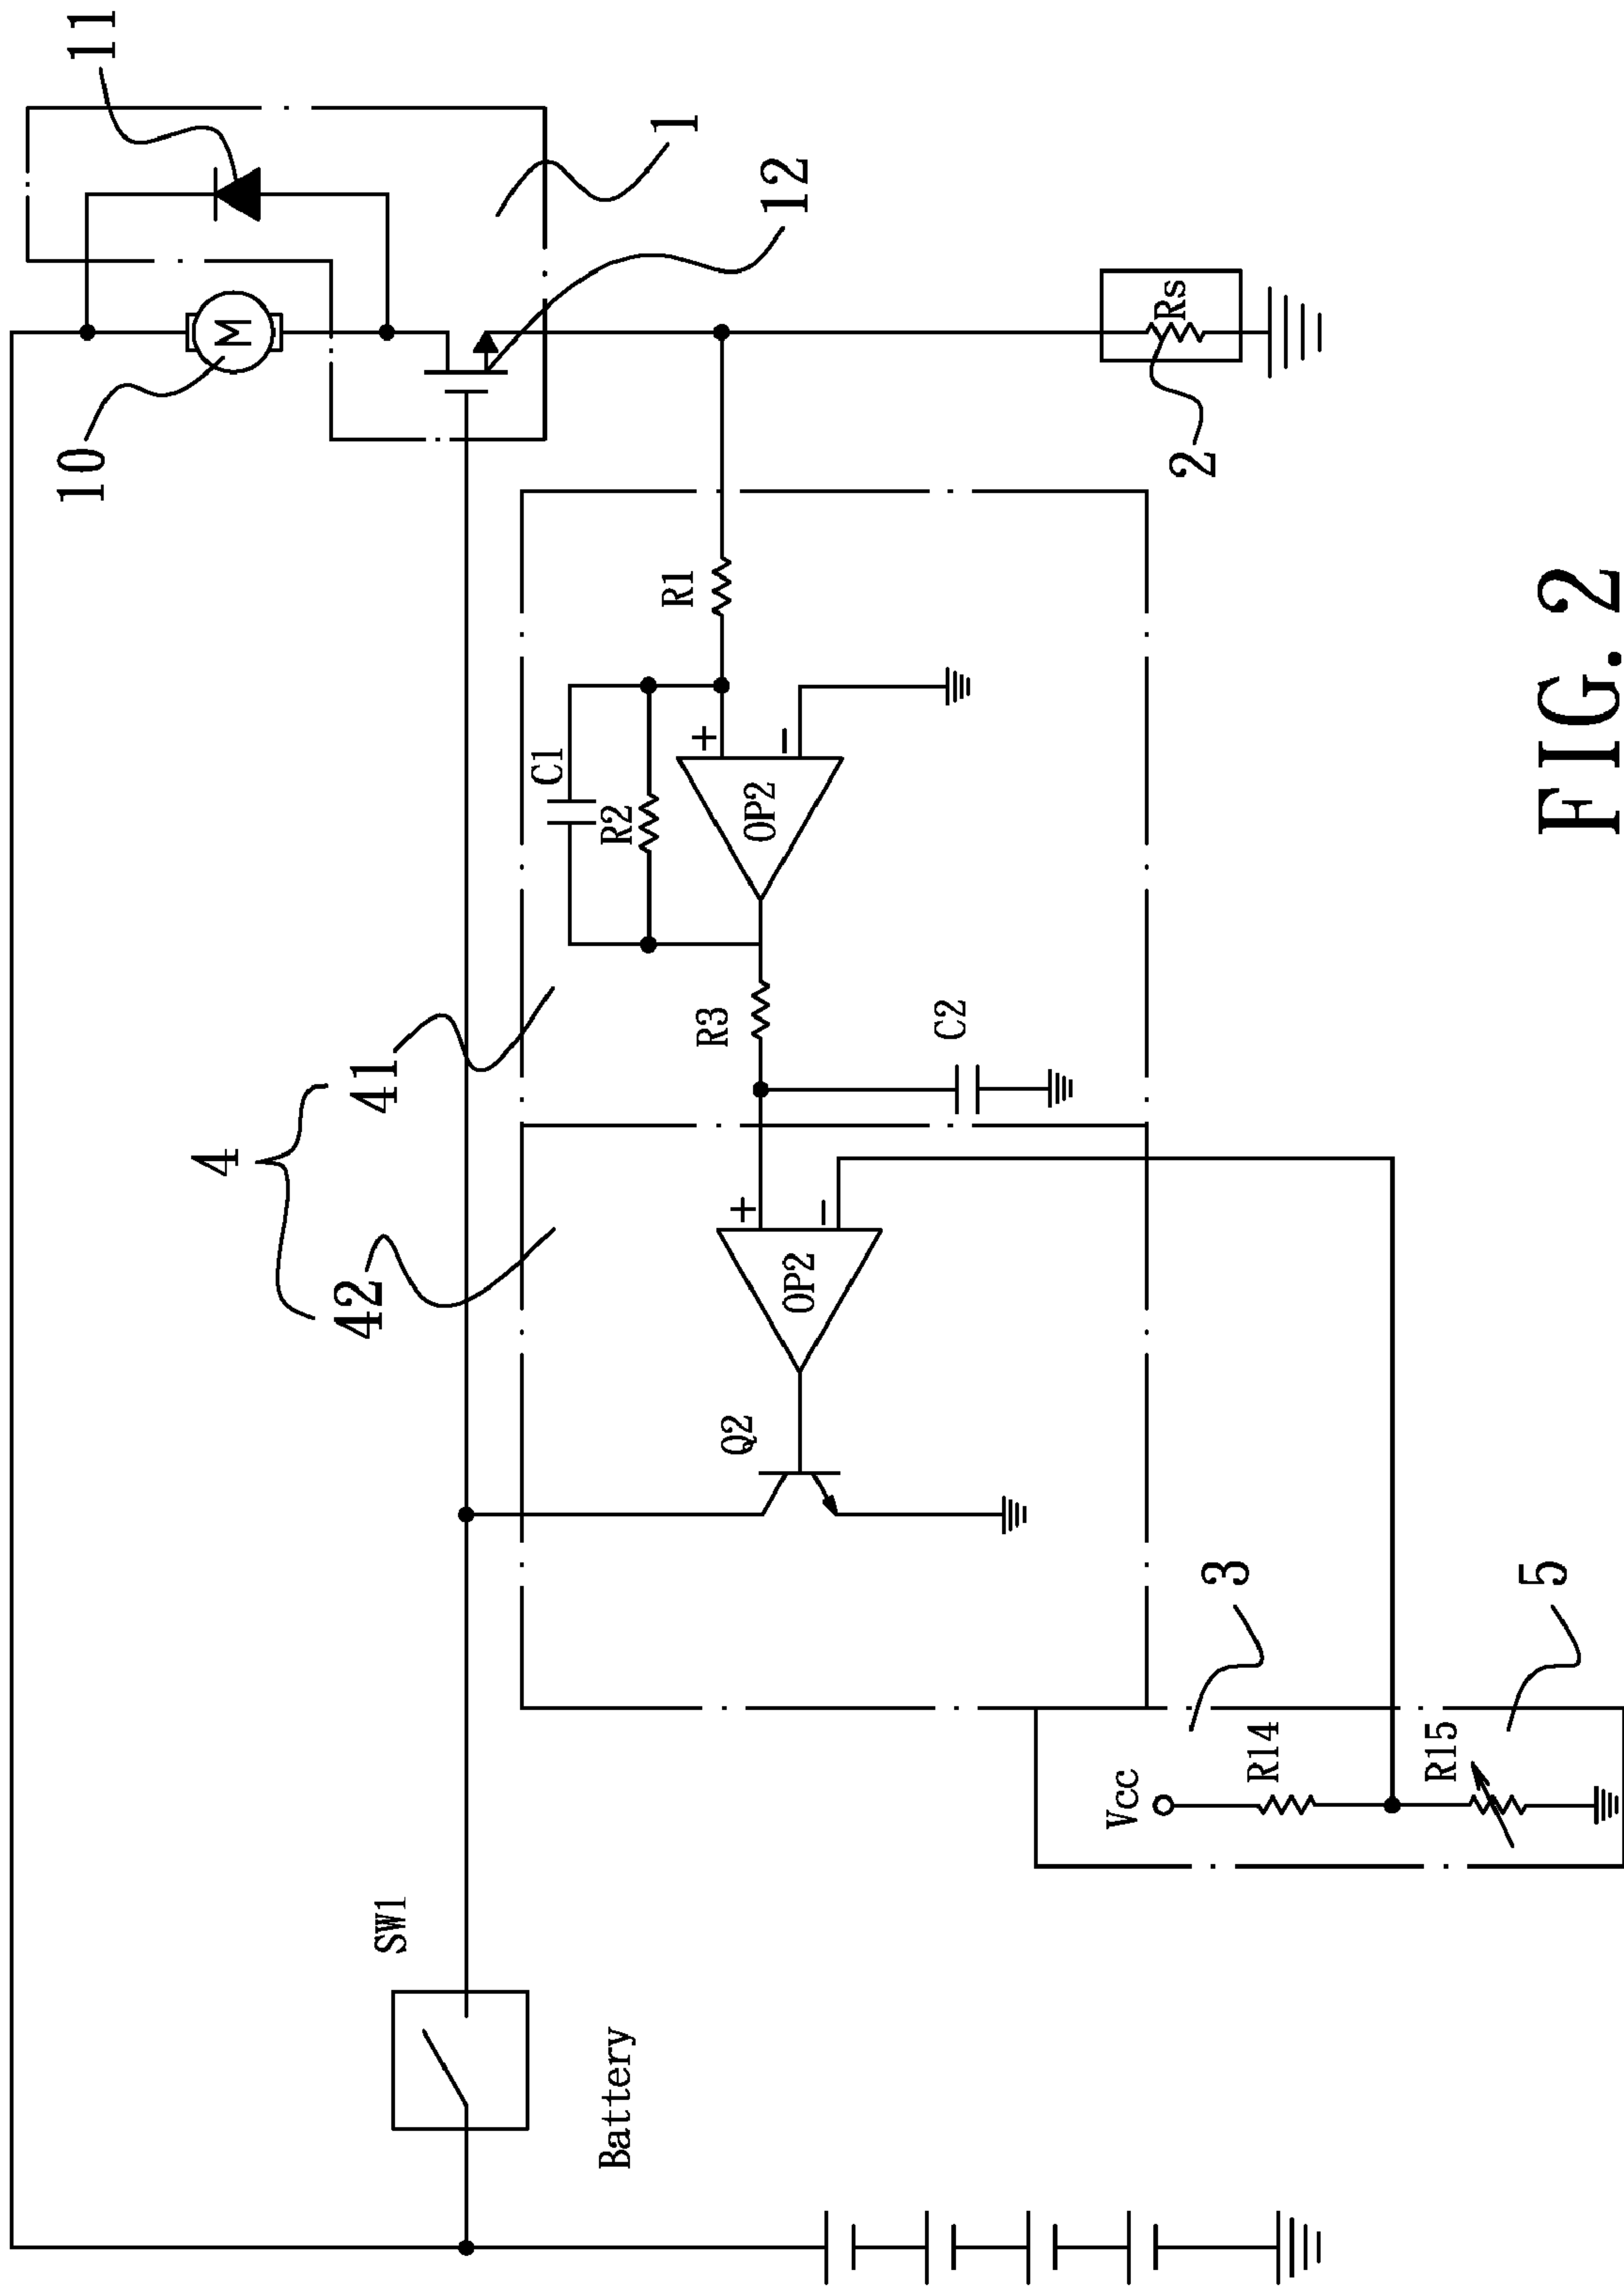 11
1
12
10
M
Rs
2
R1
C1
R2
+
−
OP2
R3
C2
41
4
42
+
−
OP2
Q2
3
5
Vcc
R14
R15
SW1
Battery
FIG. 2